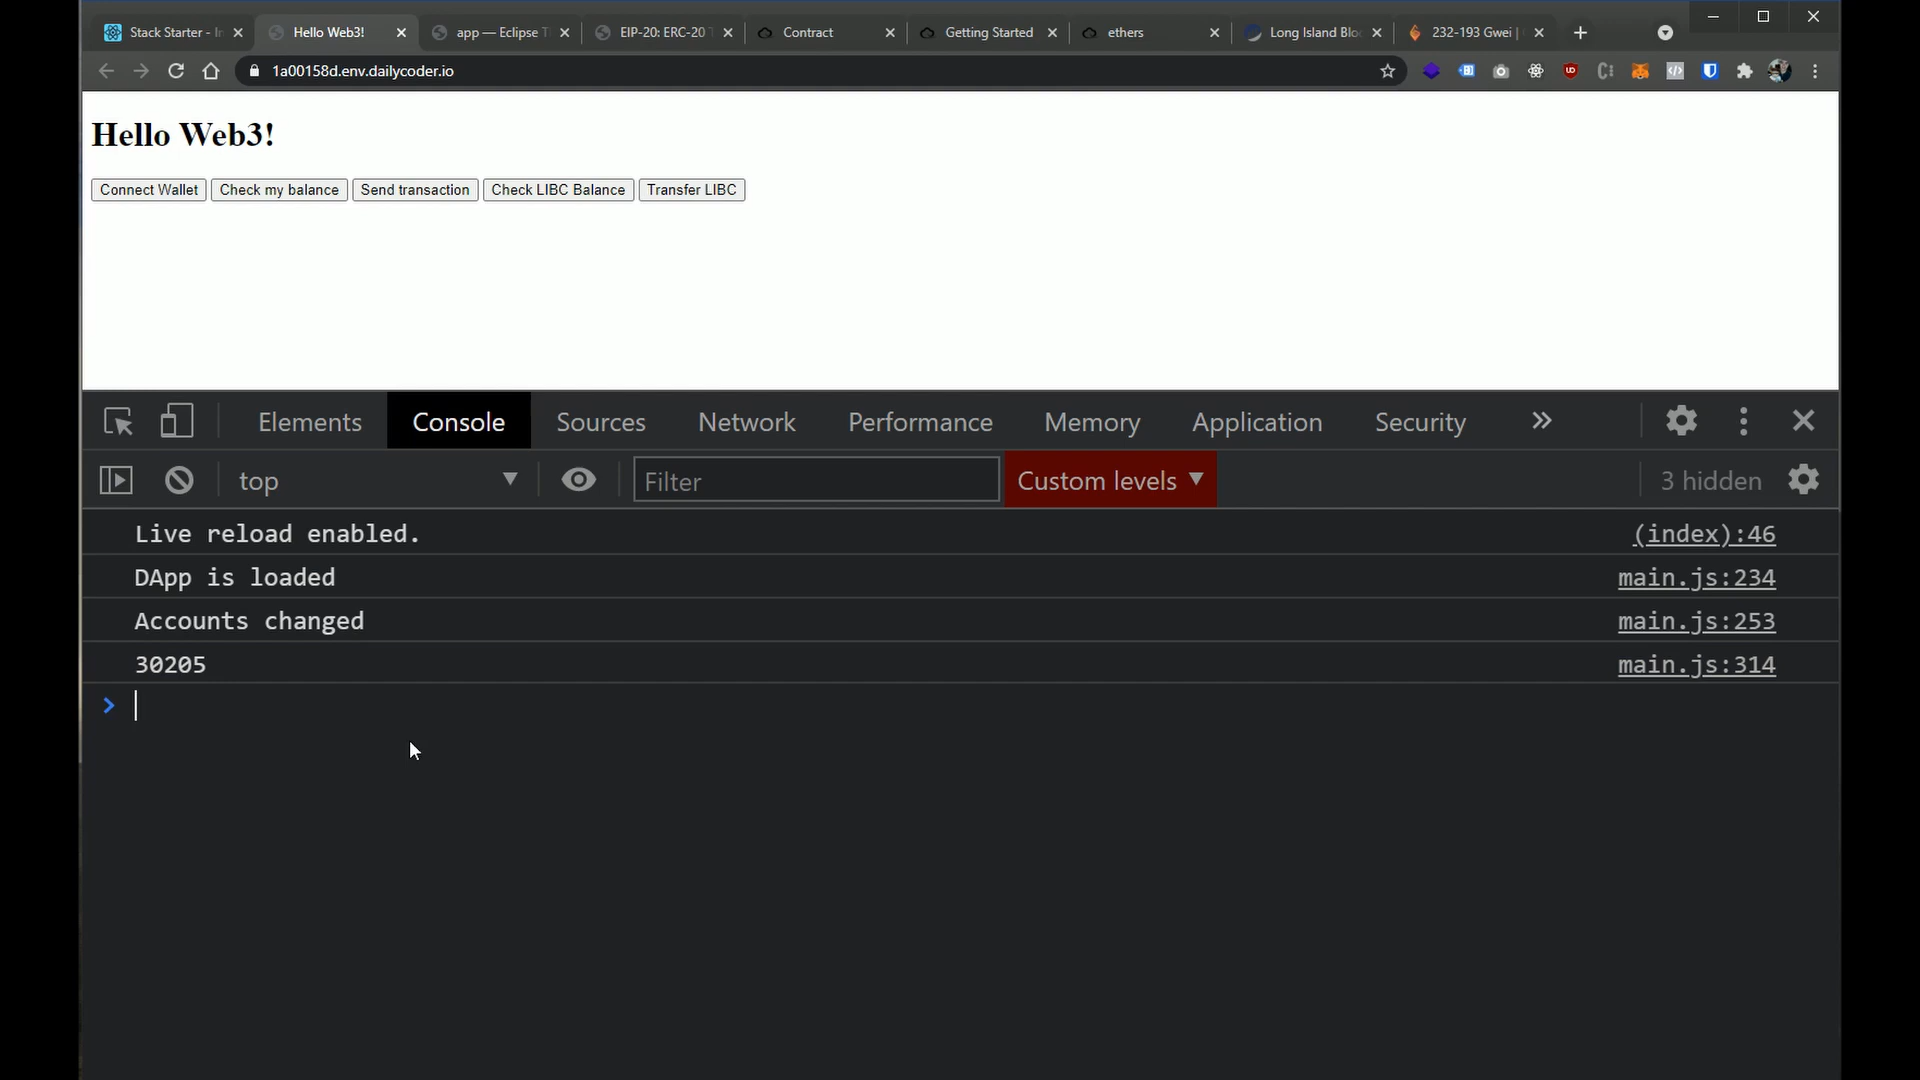 Stack Starter - In
Hello Web3!
app — Eclipse T
EIP-20: ERC-20
Contract
Getting Started
ethers
Long Island Blo
232-193 Gwei |
1a00158d.env.dailycoder.io
Hello Web3!
Connect Wallet
Check my balance
Send transaction
Check LIBC Balance
Transfer LIBC
Elements
Console
Sources
Network
Performance
Memory
Application
Security
top
Filter
Custom levels
3 hidden
Live reload enabled.
(index):46
DApp is loaded
main.js:234
Accounts changed
main.js:253
30205
main.js:314